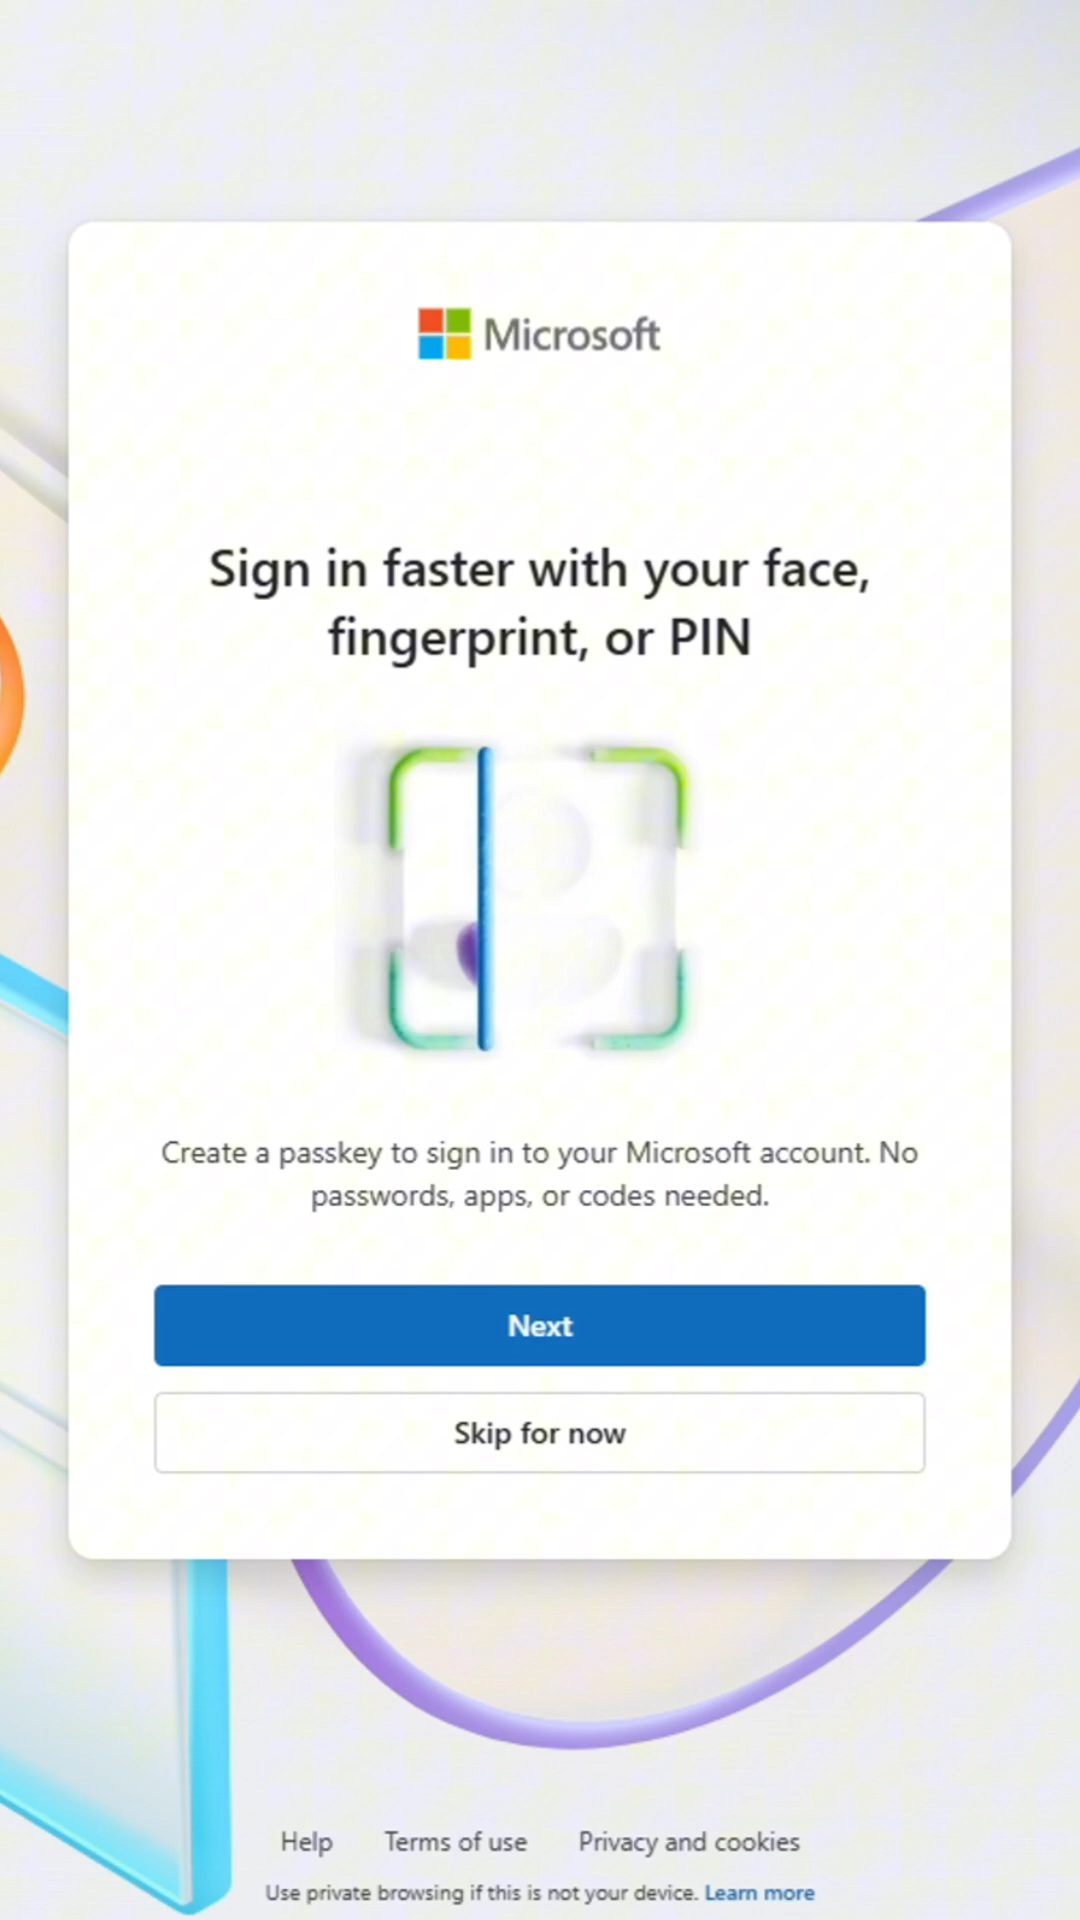 Microsoft
Sign in faster with your face,
fingerprint, or PIN
Create a passkey to sign in to your Microsoft account. No
passwords, apps, or codes needed.
Next
Skip for now
Help Terms of use Privacy and cookies
Use private browsing if this is not your device. Learn more